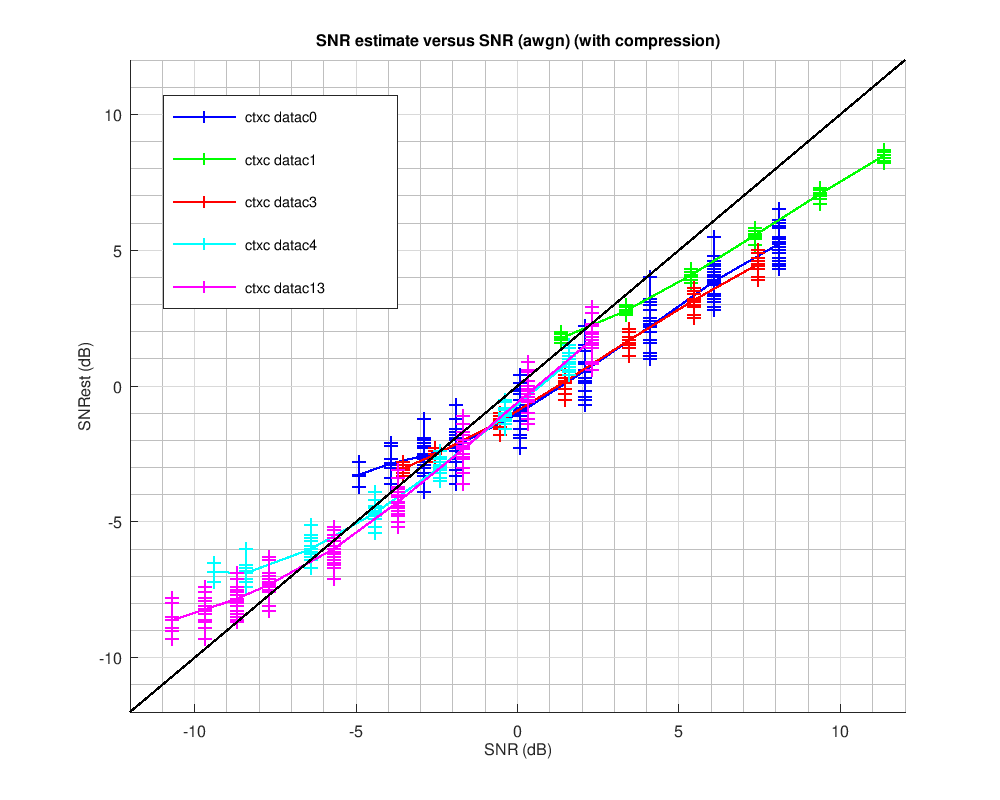 SNR estimate versus SNR (awgn) (with compression)
10
5
0
-5
-10
SNRest (dB)
ctxc datac0
ctxc datac1
ctxc datac3
ctxc datac4
ctxc datac13
-10 -5 0 5 10
SNR (dB)